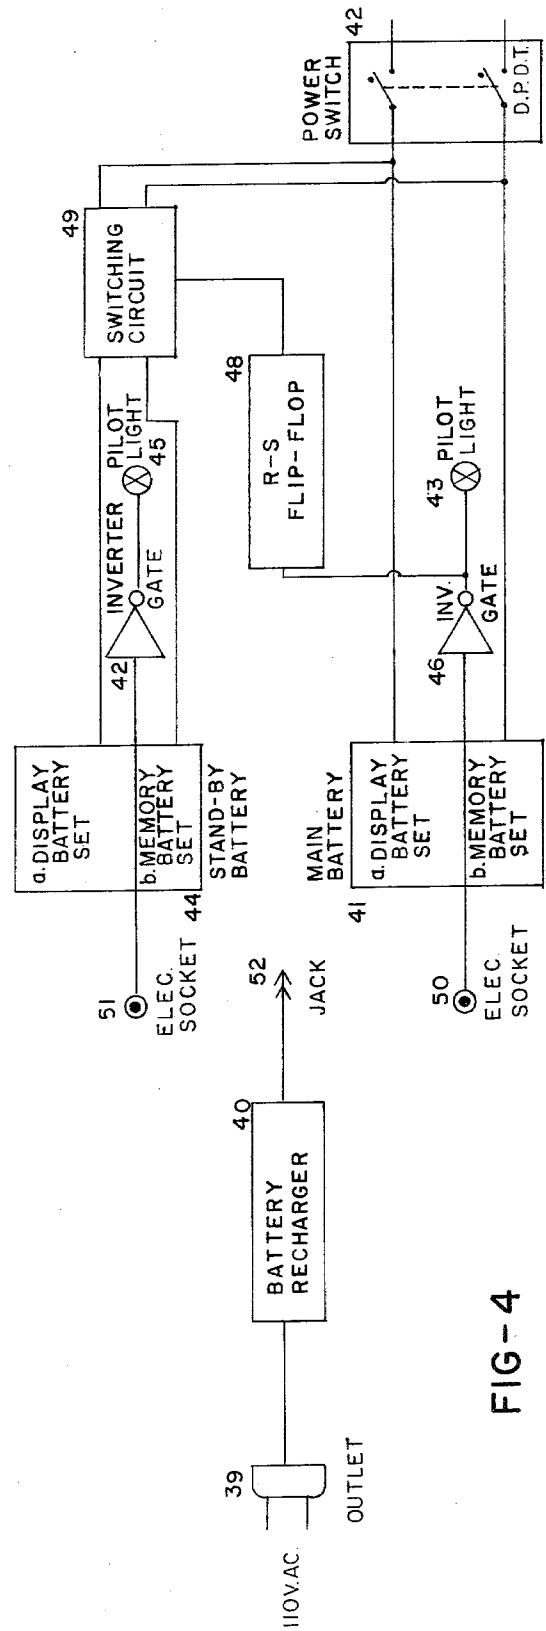 110V.AC.
39
OUTLET
40
BATTERY
RECHARGER
52
JACK
51
ELEC.
SOCKET
44
a. DISPLAY
BATTERY
SET
b. MEMORY
BATTERY
SET
STAND-BY
BATTERY
42
INVERTER
GATE
PILOT
LIGHT
45
49
SWITCHING
CIRCUIT
48
R-S
FLIP-FLOP
50
ELEC.
SOCKET
41
MAIN
BATTERY
a. DISPLAY
BATTERY
SET
b. MEMORY
BATTERY
SET
46
INV.
GATE
43
PILOT
LIGHT
POWER
SWITCH
42
D.P.D.T.
FIG-4